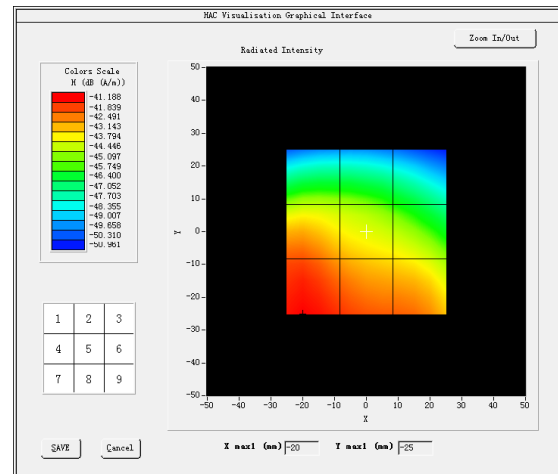 HAC Visualisation Graphical Interface
Zoom In/Out
Radiated Intensity
Colors Scale
H (dB (A/m))
-41.188
-41.839
-42.491
-43.143
-43.794
-44.446
-45.097
-45.749
-46.400
-47.052
-47.703
-48.355
-49.007
-49.658
-50.310
-50.961
50
40
30
20
10
0
-10
-20
-30
-40
-50
Y
-50 -40 -30 -20 -10 0 10 20 30 40 50
X
1 2 3
4 5 6
7 8 9
SAVE Cancel
X max1 (mm) -20 Y max1 (mm) -25